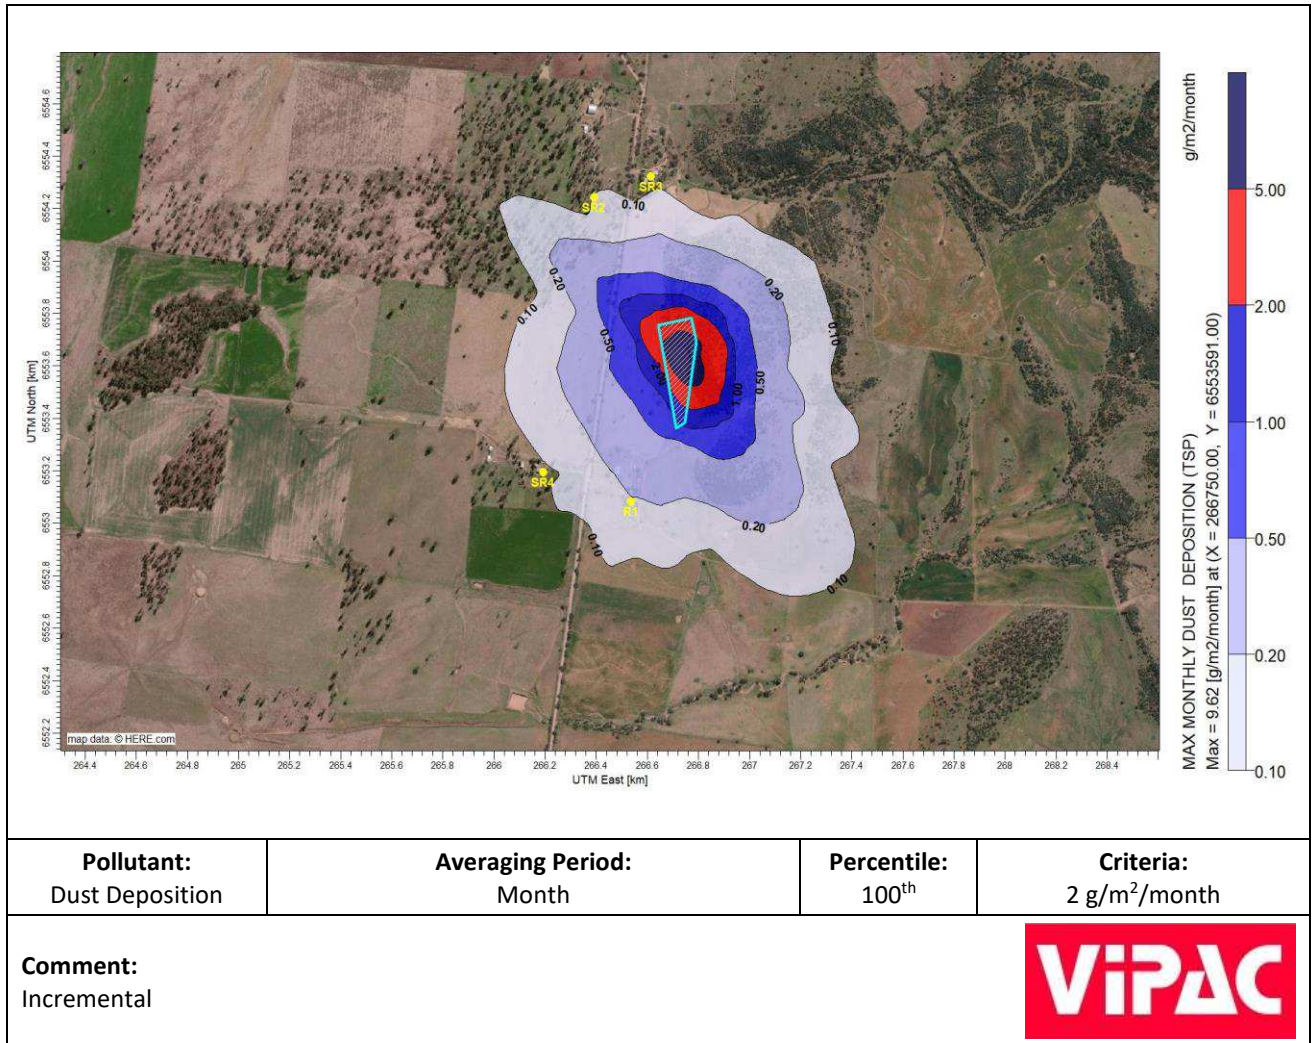 6554.6
6554.4
6554.2
6554
6553.8
6553.6
6553.4
6553.2
6553
6552.8
6552.6
6552.4
6552.2
UTM North [km]
SR3
SR2
0.10
0.20
0.20
0.10
0.10
0.50
2.00
1.00
0.50
SR4
R1
0.20
0.10
0.10
map data: © HERE.com
264.4 264.6 264.8 265 265.2 265.4 265.6 265.8 266 266.2 266.4 266.6 266.8 267 267.2 267.4 267.6 267.8 268 268.2 268.4
UTM East [km]
g/m2/month
5.00
2.00
1.00
0.50
0.20
0.10
MAX MONTHLY DUST DEPOSITION (TSP)
Max = 9.62 [g/m2/month] at (X = 266750.00, Y = 6553591.00)
Pollutant: Averaging Period: Percentile: Criteria:
Dust Deposition Month 100th 2 g/m²/month
Comment:
Incremental
ViPAC